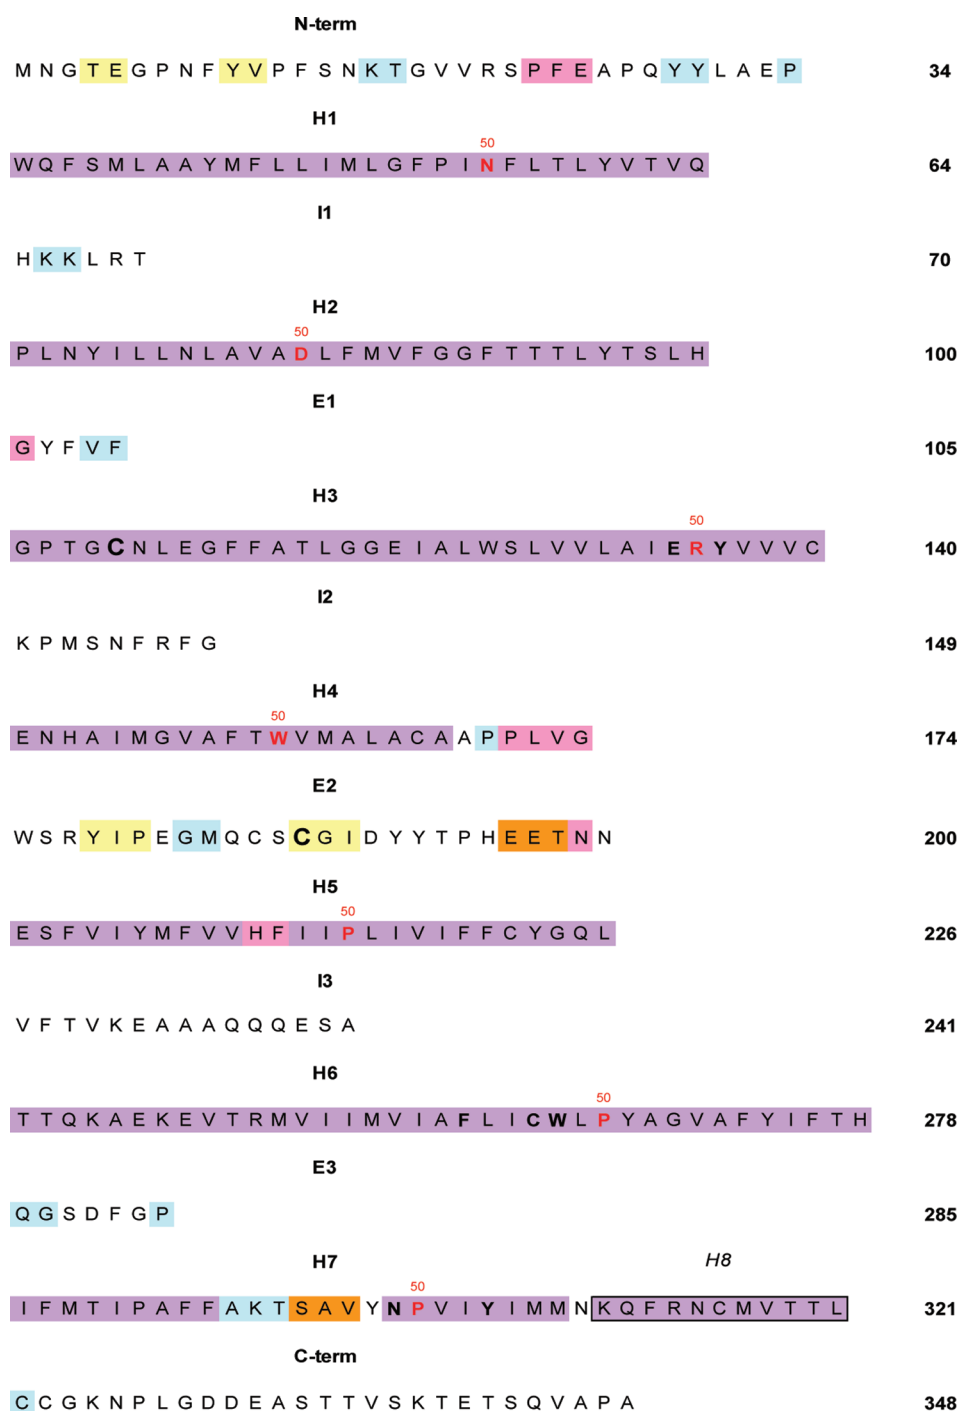 N-term
M N G T E G P N F Y V P F S N K T G V V R S P F E A P Q Y Y L A E P 34
H1
50
W Q F S M L A A Y M F L L I M L G F P I N F L T L Y V T V Q 64
I1
H K K L R T 70
H2
50
P L N Y I L L N L A V A D L F M V F G G F T T T L Y T S L H 100
E1
G Y F V F 105
H3
50
G P T G C N L E G F F A T L G G E I A L W S L V V L A I E R Y V V V C 140
I2
K P M S N F R F G 149
H4
50
E N H A I M G V A F T W V M A L A C A A P P L V G 174
E2
W S R Y I P E G M Q C S C G I D Y Y T P H E E T N N 200
H5
50
E S F V I Y M F V V H F I I P L I V I F F C Y G Q L 226
I3
V F T V K E A A A Q Q Q E S A 241
H6
50
T T Q K A E K E V T R M V I I M V I A F L I C W L P Y A G V A F Y I F T H 278
E3
Q G S D F G P 285
H7 H8
50
I F M T I P A F F A K T S A V Y N P V I Y I M M N K Q F R N C M V T T L 321
C-term
C C G K N P L G D D E A S T T V S K T E T S Q V A P A 348